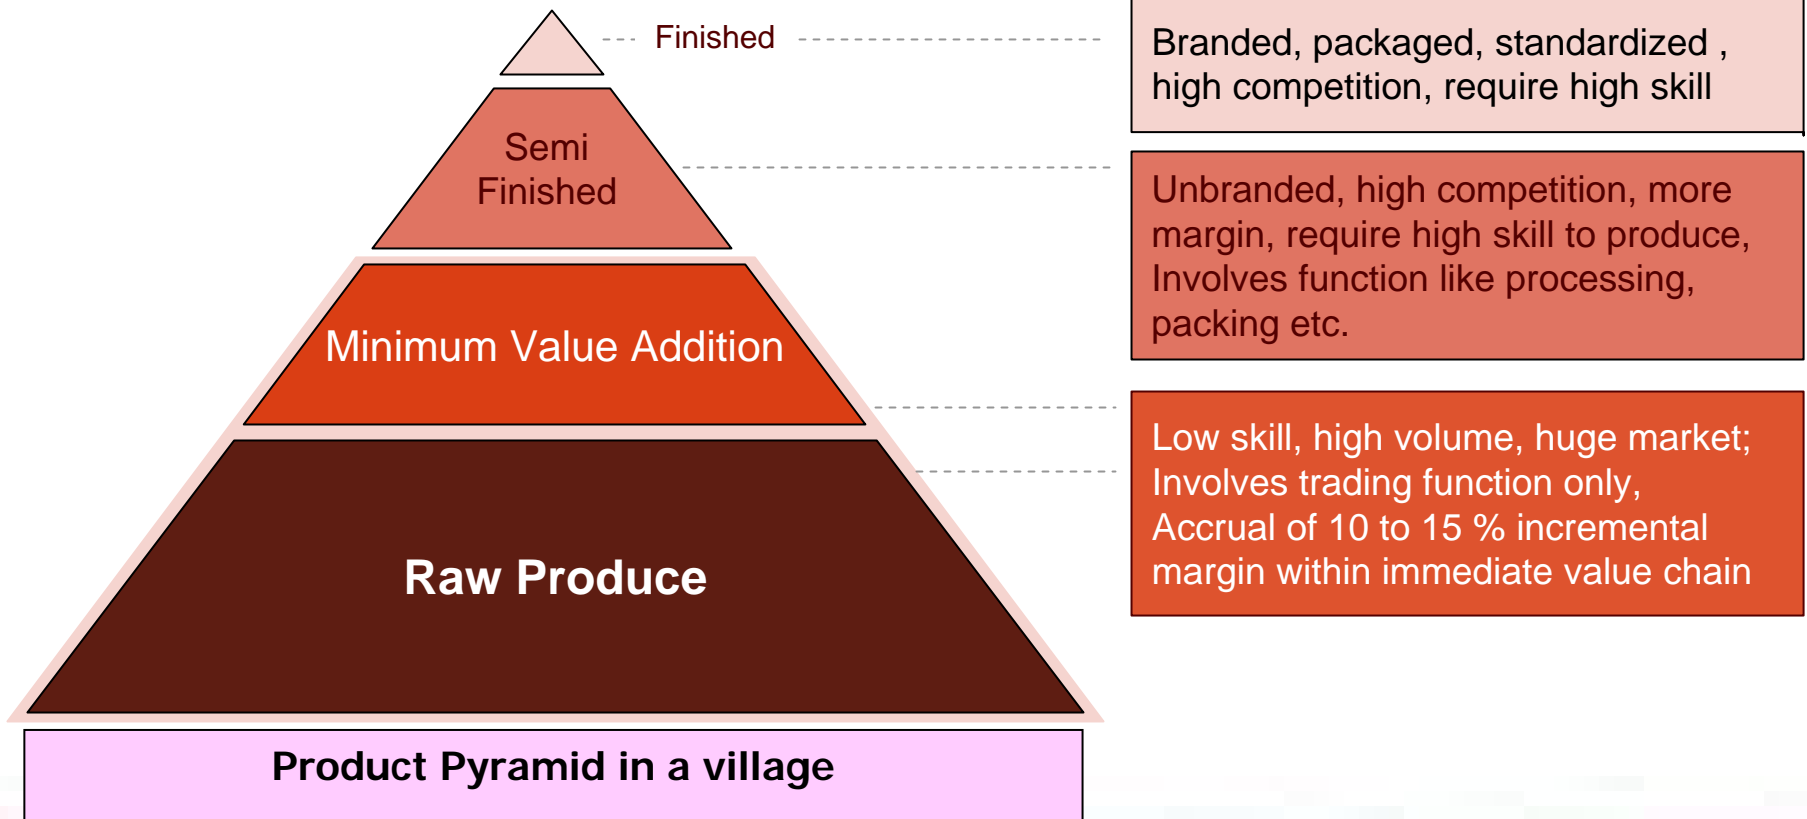 Finished
Branded, packaged, standardized ,
high competition, require high skill
Semi
Finished
Unbranded, high competition, more
margin, require high skill to produce,
Involves function like processing,
packing etc.
Minimum Value Addition
Low skill, high volume, huge market;
Involves trading function only,
Accrual of 10 to 15 % incremental
margin within immediate value chain
Raw Produce
Product Pyramid in a village